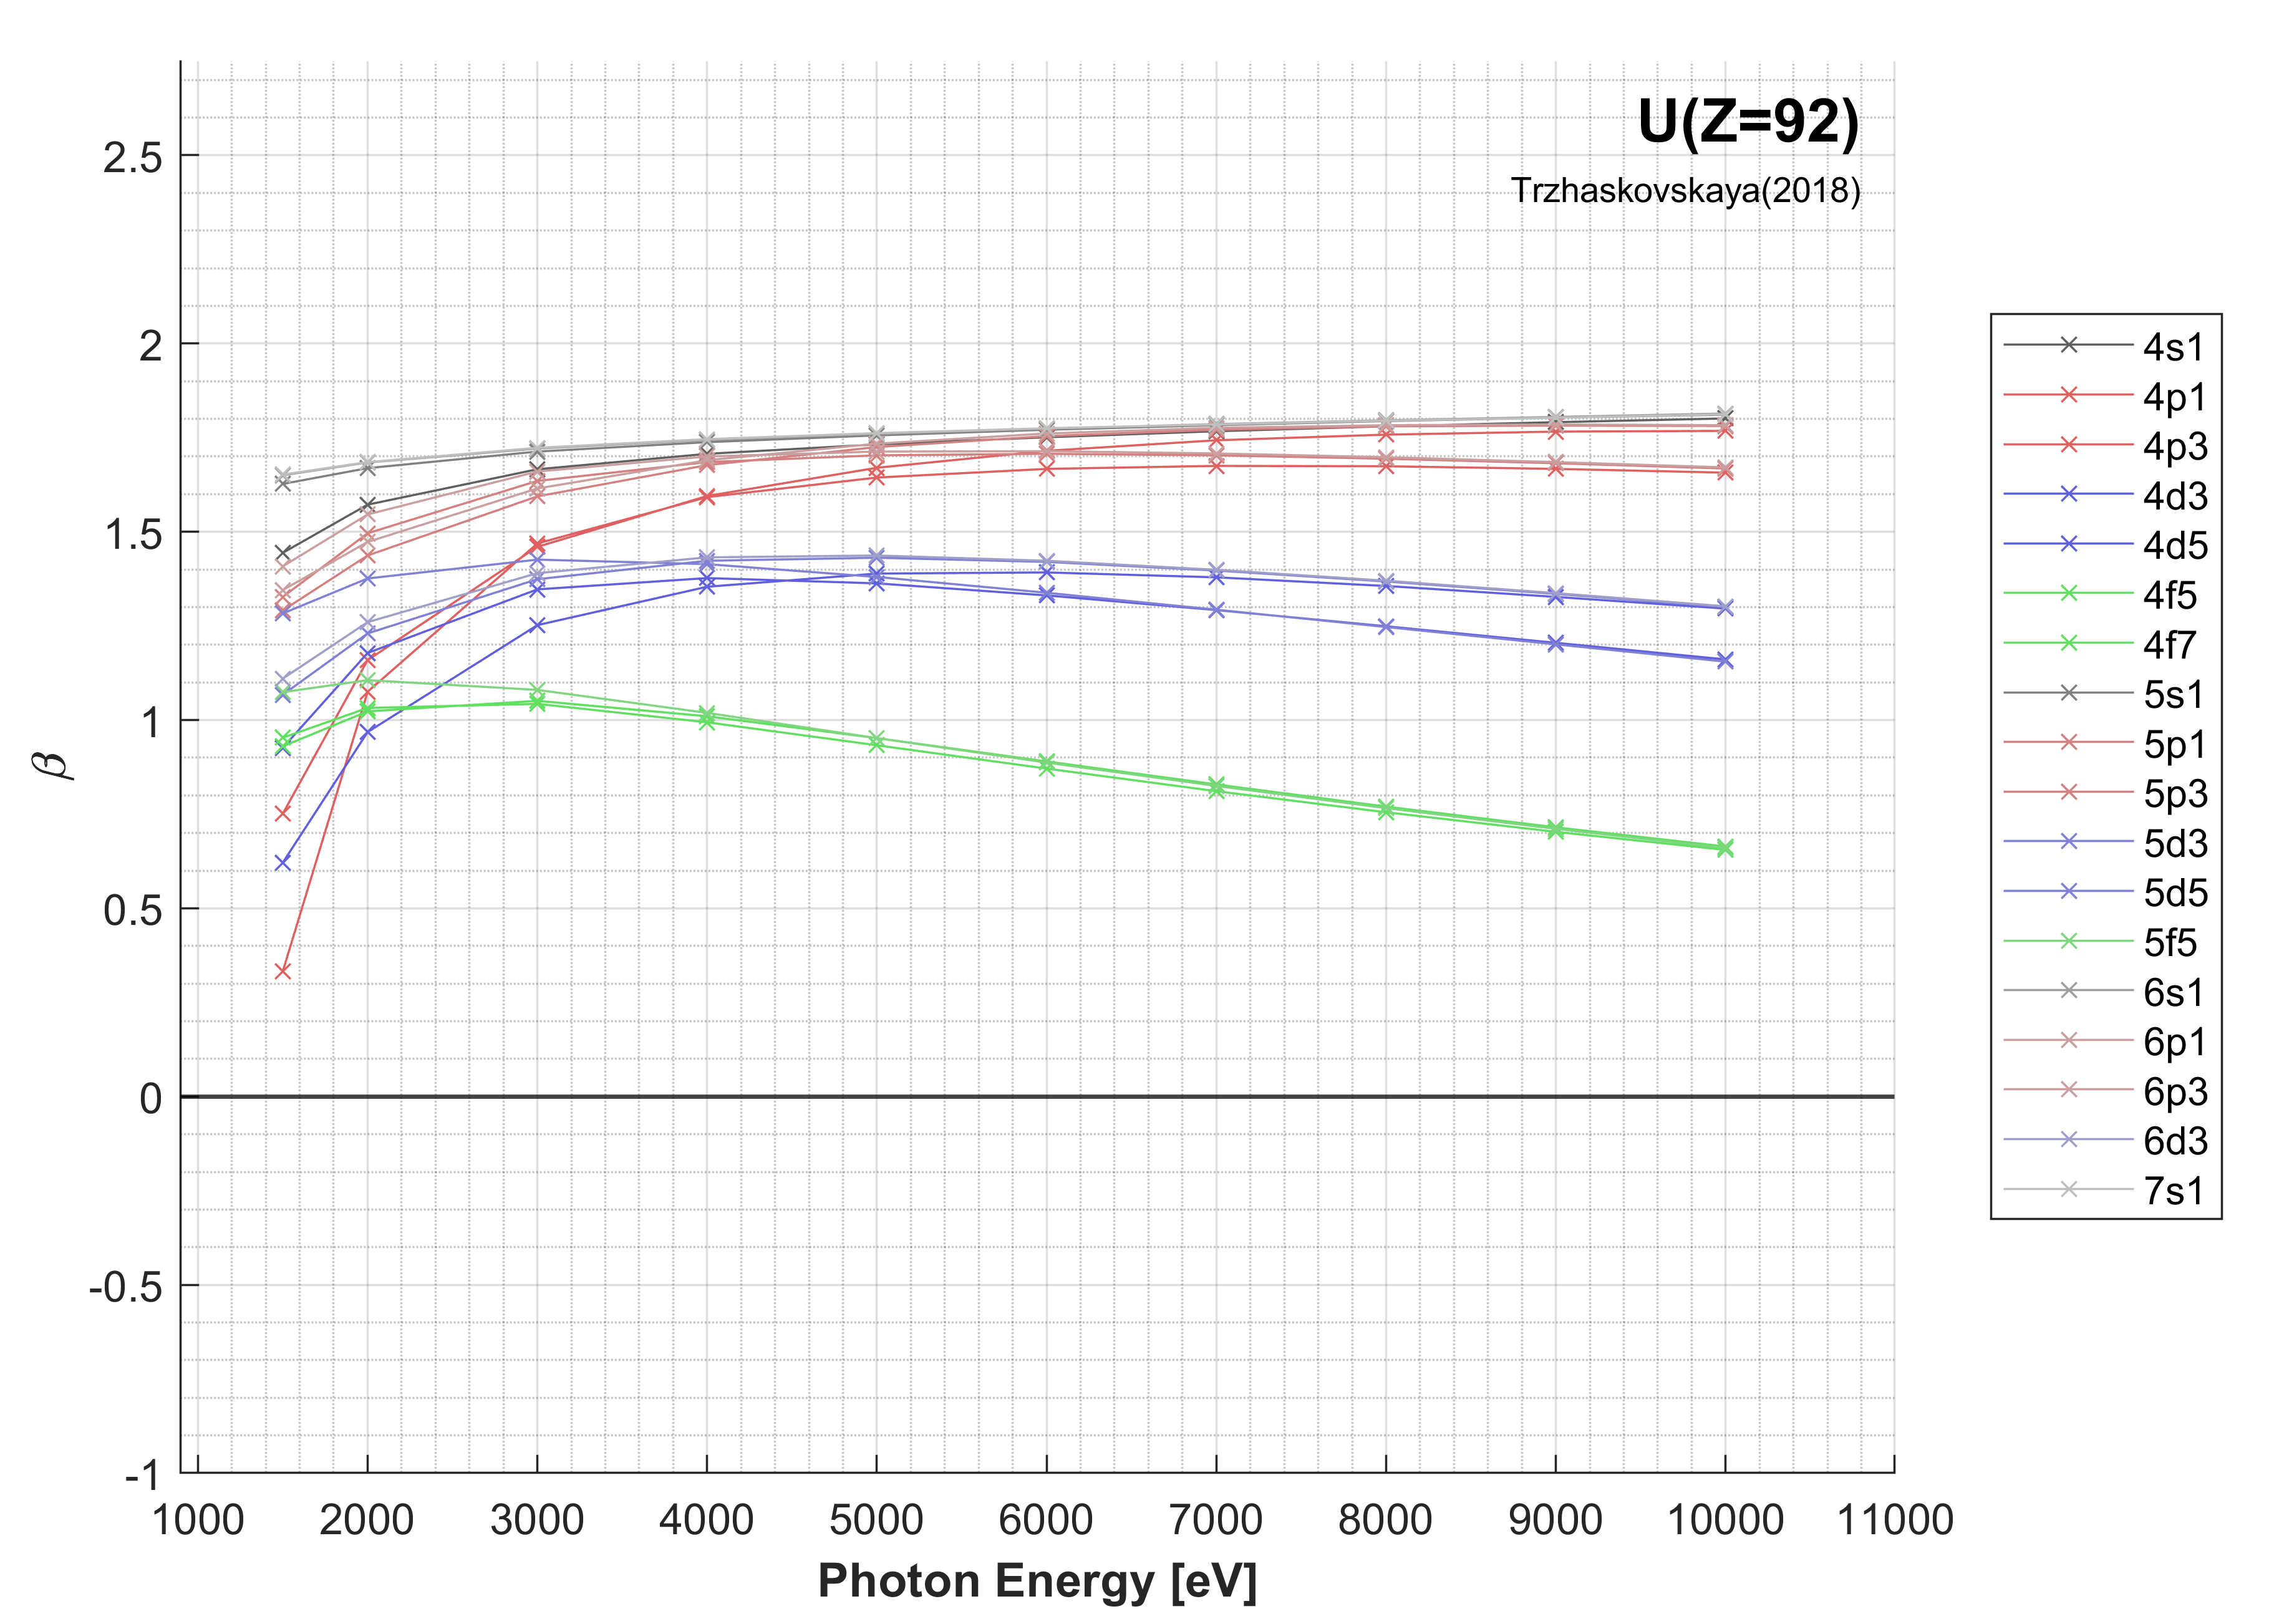 U(Z=92)
Trzhaskovskaya(2018)
2.5
2
1.5
1
0.5
0
-0.5
-1
β
1000 2000 3000 4000 5000 6000 7000 8000 9000 10000 11000
Photon Energy [eV]
4s1
4p1
4p3
4d3
4d5
4f5
4f7
5s1
5p1
5p3
5d3
5d5
5f5
6s1
6p1
6p3
6d3
7s1